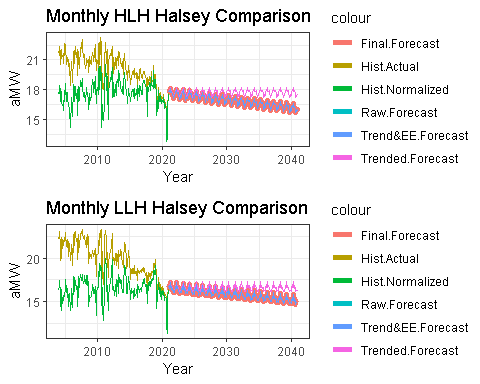 Monthly HLH Halsey Comparison
aMW
21
18
15
2010
2020
2030
2040
Year
colour
Final.Forecast
Hist.Actual
Hist.Normalized
Raw.Forecast
Trend&EE.Forecast
Trended.Forecast
Monthly LLH Halsey Comparison
aMW
20
15
2010
2020
2030
2040
Year
colour
Final.Forecast
Hist.Actual
Hist.Normalized
Raw.Forecast
Trend&EE.Forecast
Trended.Forecast